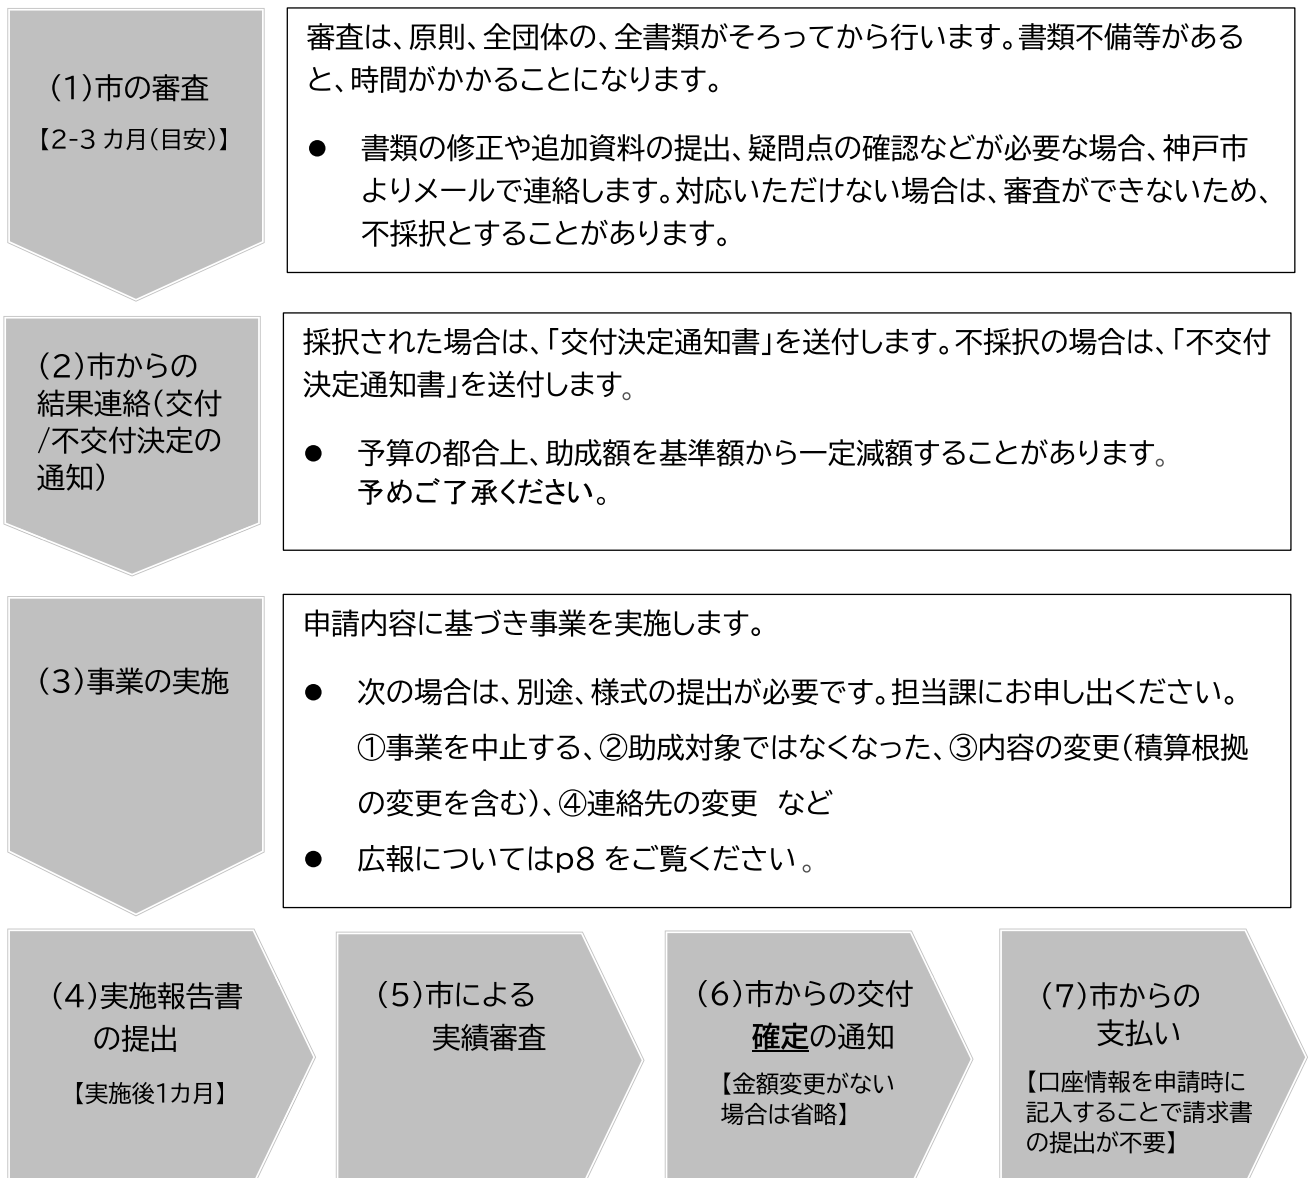 （1）市の審査
【2-3 カ月（目安）】
審査は、原則、全団体の、全書類がそろってから行います。書類不備等がある
と、時間がかかることになります。
● 書類の修正や追加資料の提出、疑問点の確認などが必要な場合、神戸市
よりメールで連絡します。対応いただけない場合は、審査ができないため、
不採択とすることがあります。
（2）市からの
結果連絡（交付
/不交付決定の
通知）
採択された場合は、「交付決定通知書」を送付します。不採択の場合は、「不交付
決定通知書」を送付します。
● 予算の都合上、助成額を基準額から一定減額することがあります。
予めご了承ください。
（3）事業の実施
申請内容に基づき事業を実施します。
● 次の場合は、別途、様式の提出が必要です。担当課にお申し出ください。
①事業を中止する、②助成対象ではなくなった、③内容の変更（積算根拠
の変更を含む）、④連絡先の変更　など
● 広報についてはp8 をご覧ください。
（4）実施報告書
の提出
【実施後1カ月】
（5）市による
実績審査
（6）市からの交付
確定の通知
【金額変更がない
場合は省略】
（7）市からの
支払い
【口座情報を申請時に
記入することで請求書
の提出が不要】